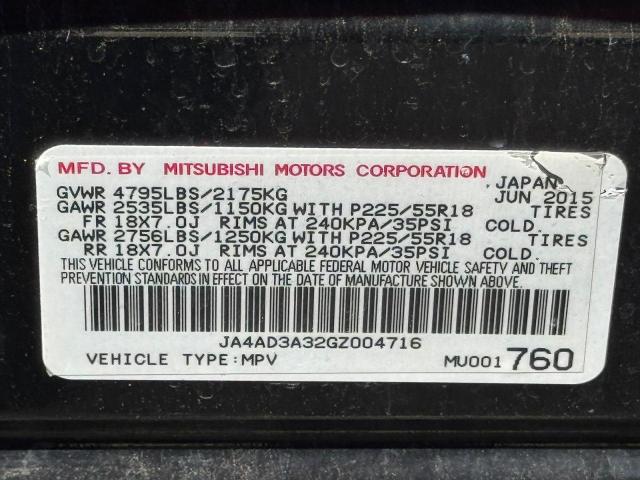 MFD. BY MITSUBISHI MOTORS CORPORATION JAPAN
GVWR 4795LBS/2175KG JUN 2015
GAWR 2535LBS/1150KG WITH P225/55R18 TIRES
FR 18X7.0J RIMS AT 240KPA/35PSI COLD.
GAWR 2756LBS/1250KG WITH P225/55R18 TIRES
RR 18X7.0J RIMS AT 240KPA/35PSI COLD.
THIS VEHICLE CONFORMS TO ALL APPLICABLE FEDERAL MOTOR VEHICLE SAFETY AND THEFT
PREVENTION STANDARDS IN EFFECT ON THE DATE OF MANUFACTURE SHOWN ABOVE.
JA4AD3A32GZ004716
VEHICLE TYPE:MPV MU001 760